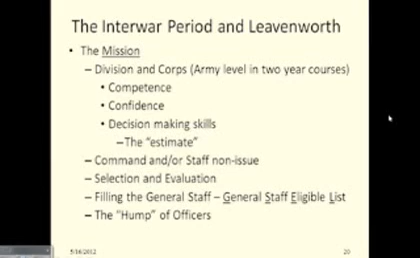 The Interwar Period and Leavenworth
• The Mission
– Division and Corps (Army level in two year courses)
• Competence
• Confidence
• Decision making skills
– The “estimate”
– Command and/or Staff non-issue
– Selection and Evaluation
– Filling the General Staff – General Staff Eligible List
– The “Hump” of Officers
5/16/2012
20